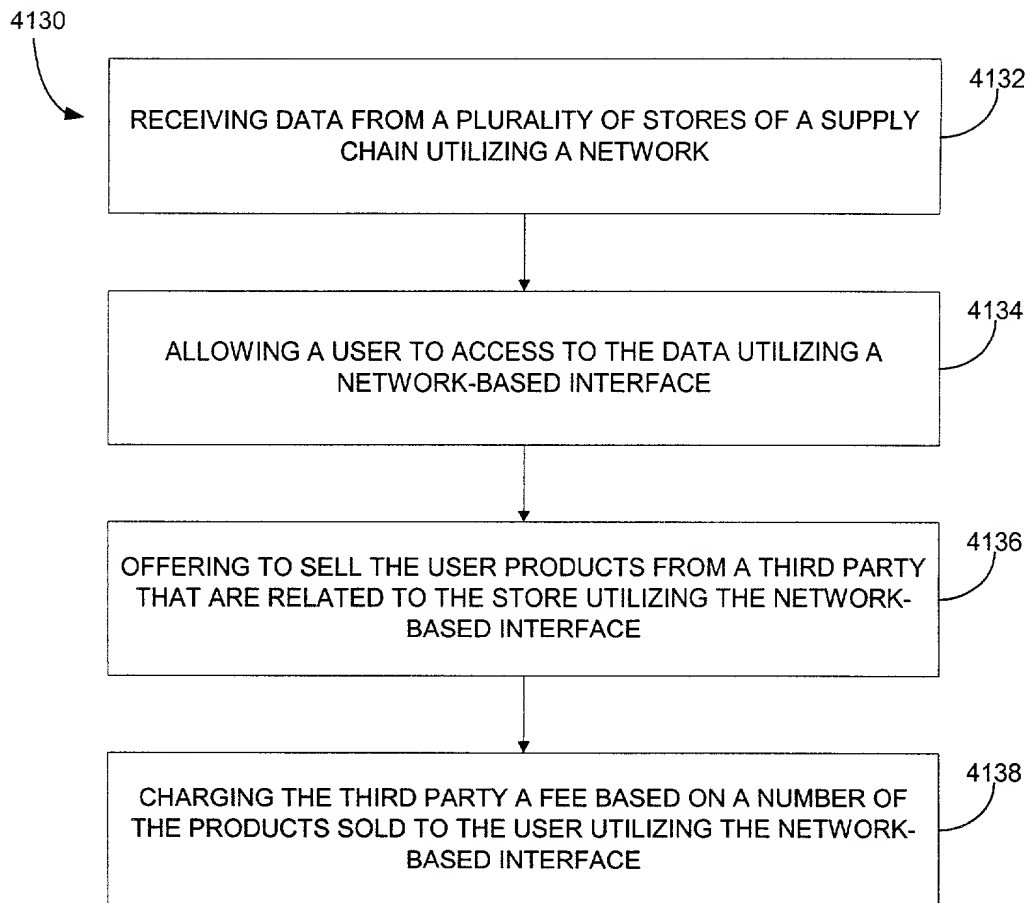 4130
4132
RECEIVING DATA FROM A PLURALITY OF STORES OF A SUPPLY
CHAIN UTILIZING A NETWORK
4134
ALLOWING A USER TO ACCESS TO THE DATA UTILIZING A
NETWORK-BASED INTERFACE
4136
OFFERING TO SELL THE USER PRODUCTS FROM A THIRD PARTY
THAT ARE RELATED TO THE STORE UTILIZING THE NETWORK-
BASED INTERFACE
4138
CHARGING THE THIRD PARTY A FEE BASED ON A NUMBER OF
THE PRODUCTS SOLD TO THE USER UTILIZING THE NETWORK-
BASED INTERFACE